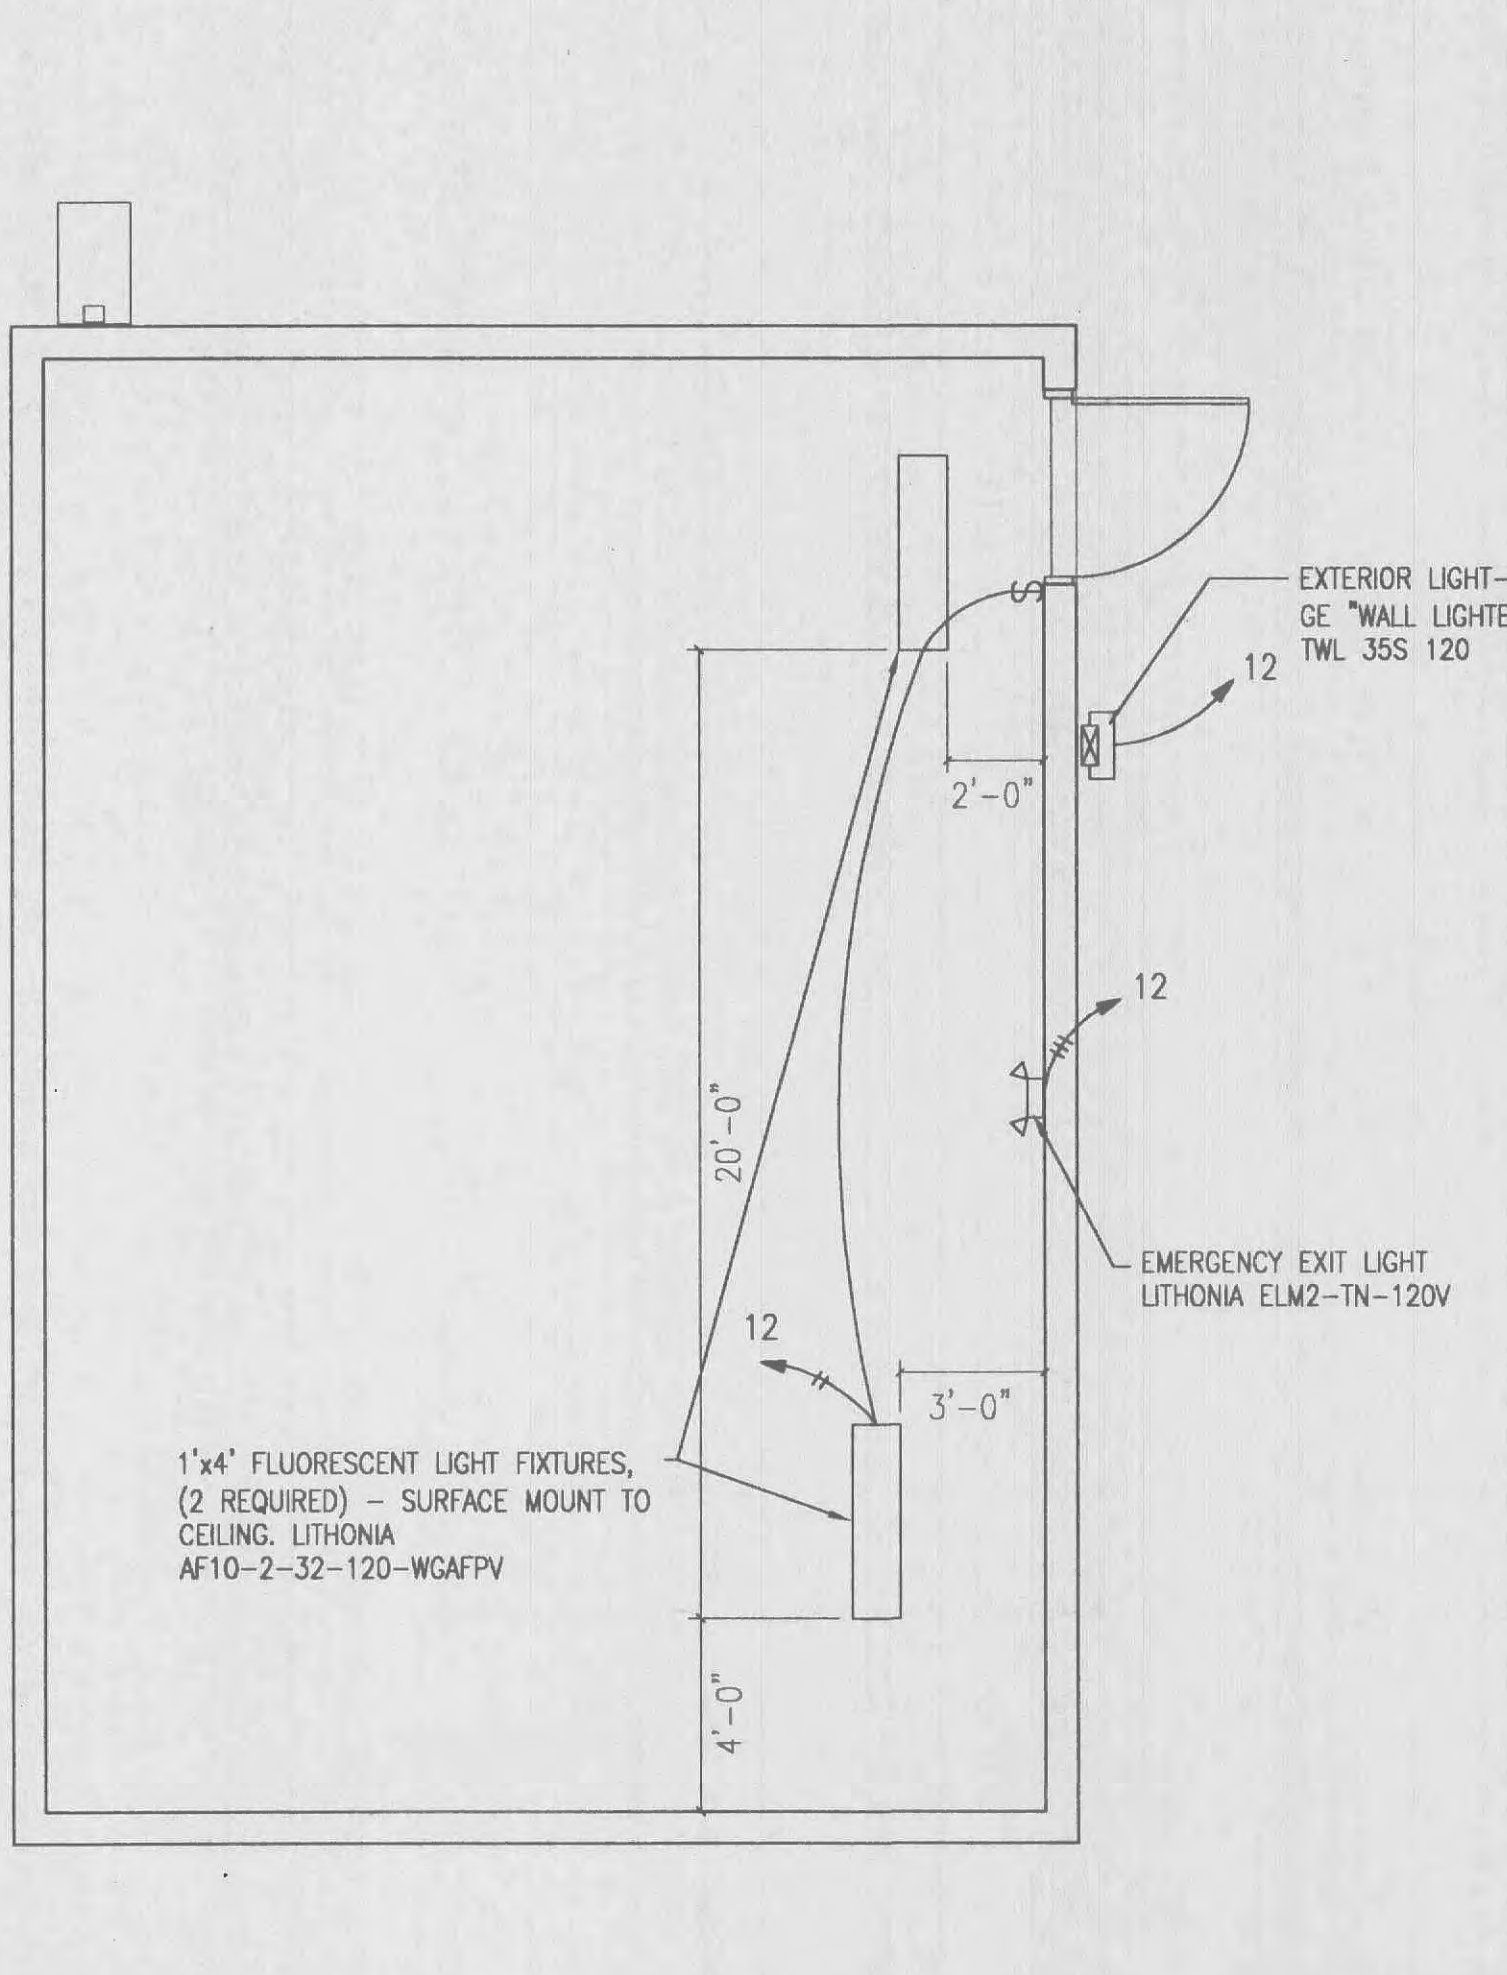 EXTERIOR LIGHT-
GE "WALL LIGHTE
TWL 35S 120
12
S
2'-0"
12
20'-0"
EMERGENCY EXIT LIGHT
LITHONIA ELM2-TN-120V
12
3'-0"
1'x4' FLUORESCENT LIGHT FIXTURES,
(2 REQUIRED) - SURFACE MOUNT TO
CEILING. LITHONIA
AF10-2-32-120-WGAFPV
4'-0"